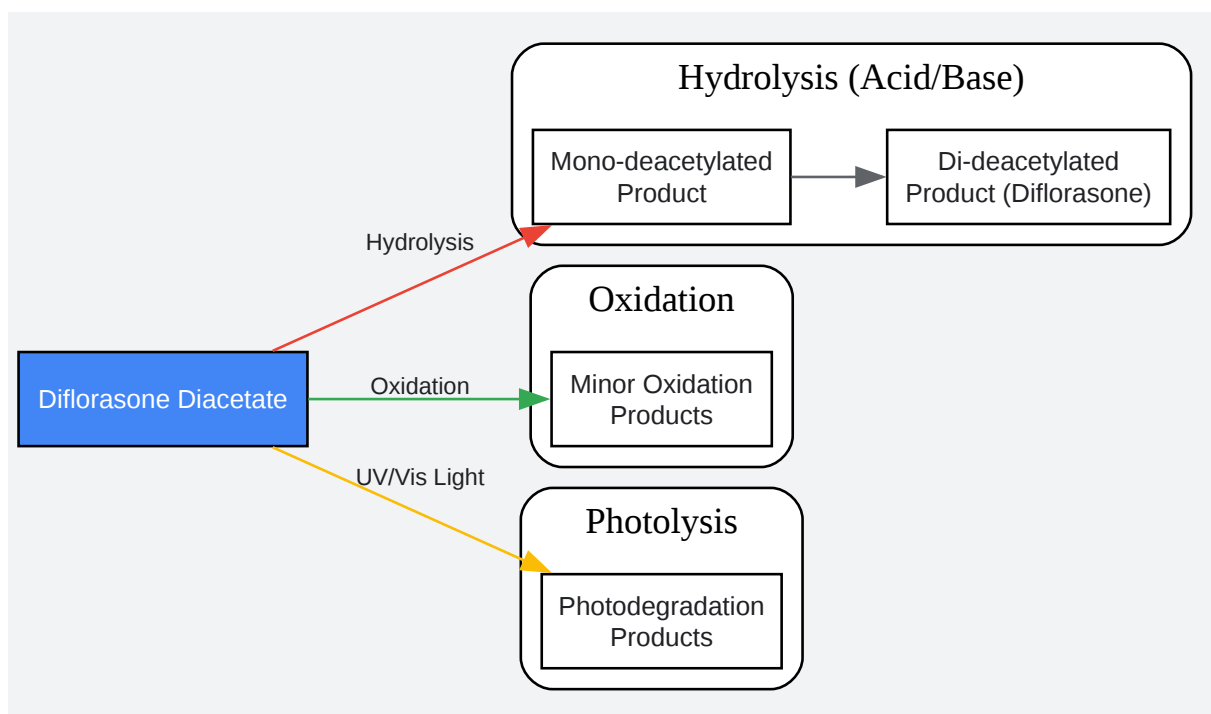 Hydrolysis (Acid/Base)
Mono-deacetylated
Product
Di-deacetylated
Product (Diflorasone)
Hydrolysis
Oxidation
Diflorasone Diacetate
Oxidation
Minor Oxidation
Products
UV/Vis Light
Photolysis
Photodegradation
Products